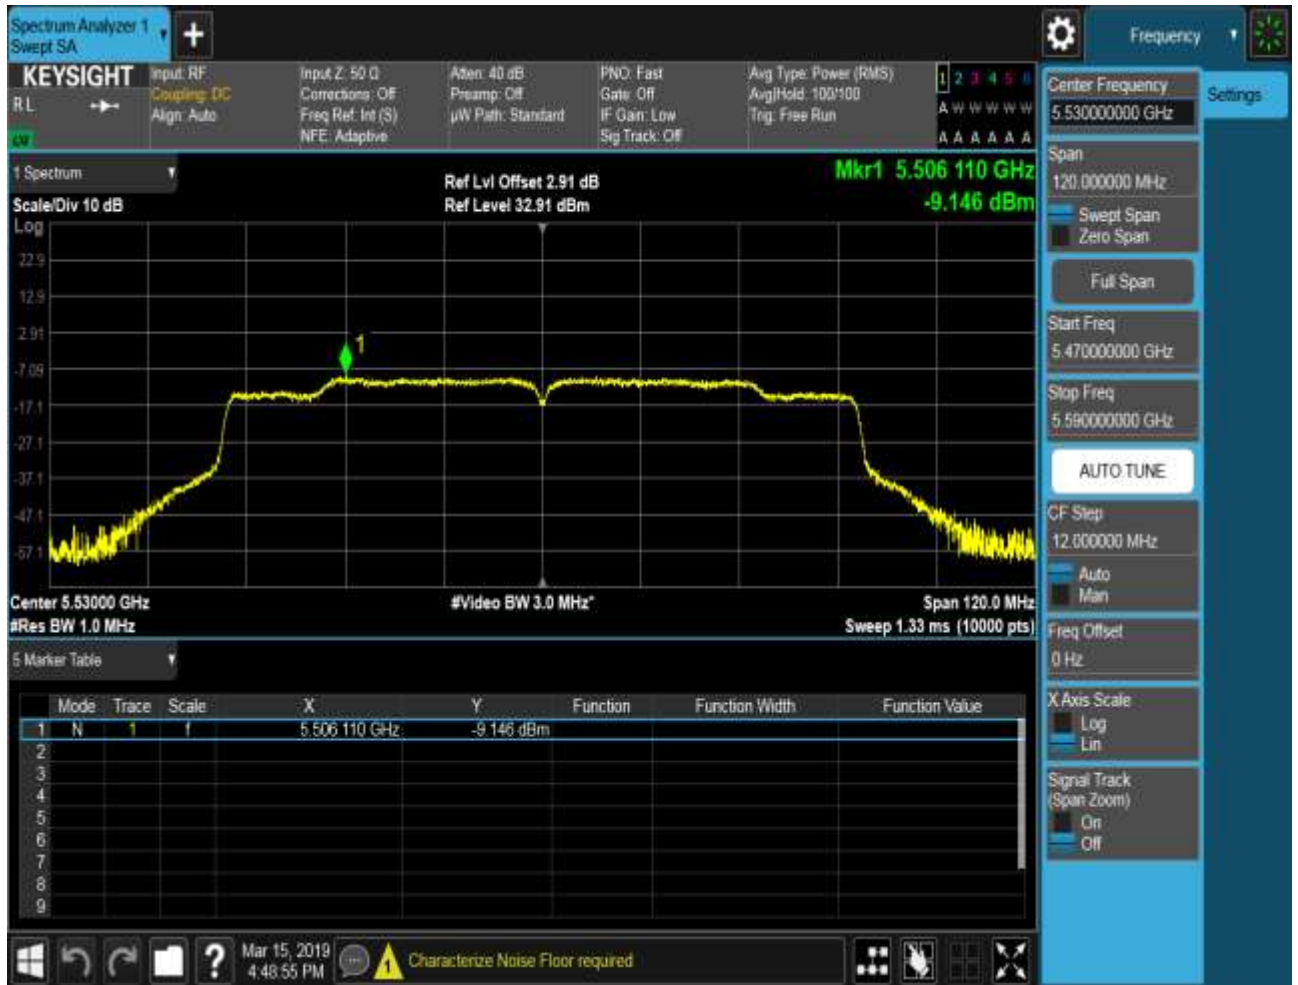 Spectrum Analyzer 1
Swept SA
+
Frequency
KEYSIGHT
RL
Input: RF
Coupling: DC
Align: Auto
Input Z: 50 Ω
Corrections: Off
Freq Ref: Int (S)
NFE: Adaptive
Atten: 40 dB
Preamp: Off
µW Path: Standard
PNO: Fast
Gate: Off
IF Gain: Low
Sig Track: Off
Avg Type: Power (RMS)
Avg|Hold: 100/100
Trig: Free Run
1 2 3 4 5 6
A W W W W W
A A A A A A
1 Spectrum
Scale/Div 10 dB
Ref Lvl Offset 2.91 dB
Ref Level 32.91 dBm
Mkr1 5.506 110 GHz
-9.146 dBm
Log
22.9
12.9
2.91
-7.09
-17.1
-27.1
-37.1
-47.1
-57.1
1
Center 5.53000 GHz
#Video BW 3.0 MHz*
Span 120.0 MHz
#Res BW 1.0 MHz
Sweep 1.33 ms (10000 pts)
5 Marker Table
Mode Trace Scale X Y Function Function Width Function Value
1 N 1 f 5.506 110 GHz -9.146 dBm
2
3
4
5
6
7
8
9
Mar 15, 2019
4:48:55 PM
?
1
Characterize Noise Floor required
Center Frequency
5.530000000 GHz
Settings
Span
120.000000 MHz
Swept Span
Zero Span
Full Span
Start Freq
5.470000000 GHz
Stop Freq
5.590000000 GHz
AUTO TUNE
CF Step
12.000000 MHz
Auto
Man
Freq Offset
0 Hz
X Axis Scale
Log
Lin
Signal Track
(Span Zoom)
On
Off